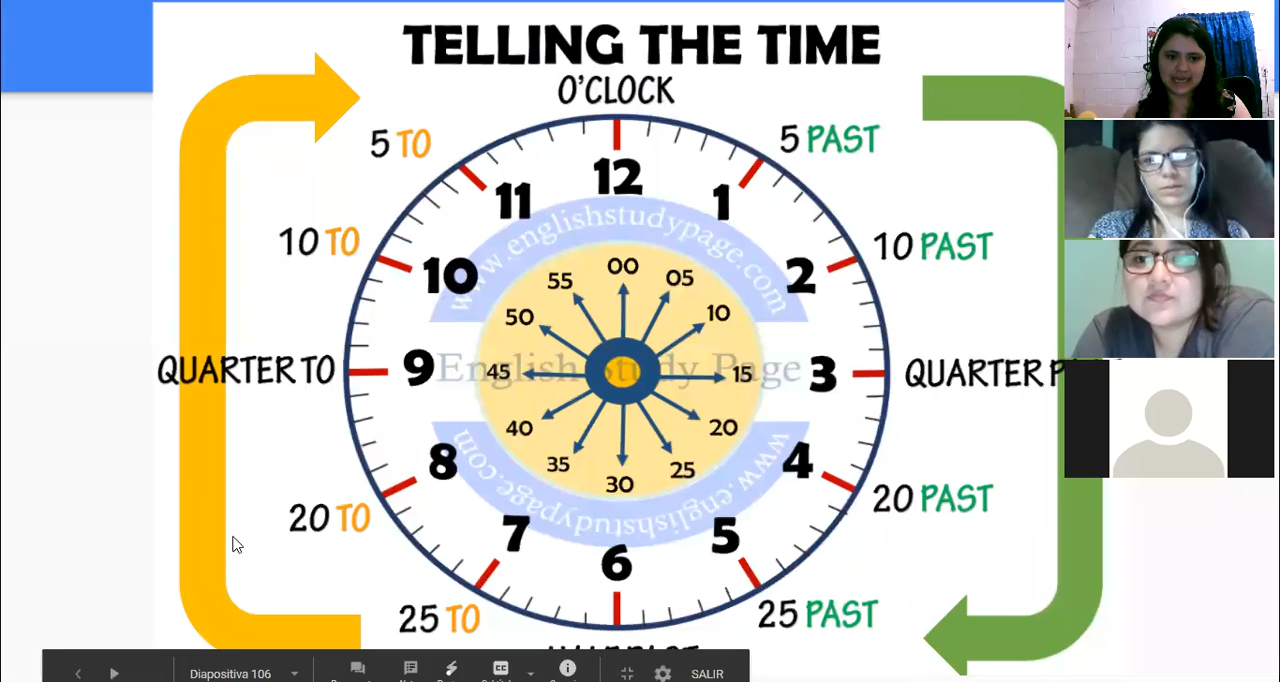 TELLING THE TIME
O'CLOCK
5 TO
5 PAST
10 TO
10 PAST
QUARTER TO
QUARTER P
20 TO
20 PAST
25 TO
25 PAST
12
1
2
3
4
5
6
7
8
9
10
11
00
05
10
15
20
25
30
35
40
45
50
55
www.englishstudypage.com
English Study Page
www.englishstudypage.com
Diapositiva 106
CC
SALIR